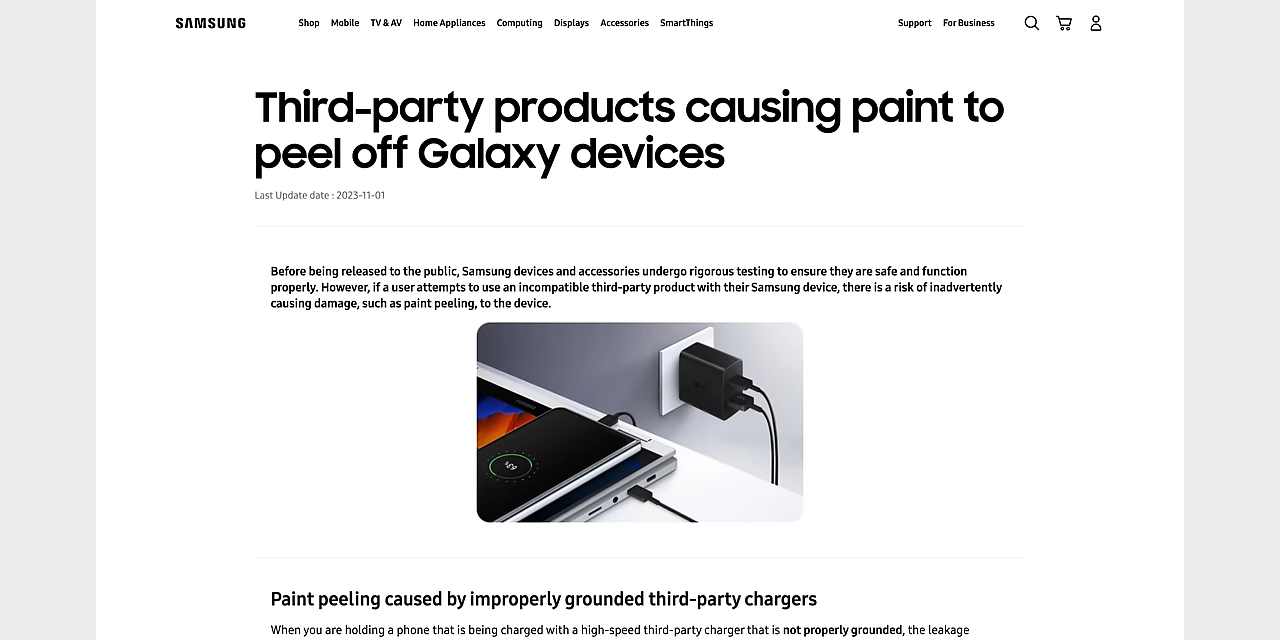 SAMSUNG
Shop Mobile TV & AV Home Appliances Computing Displays Accessories SmartThings
Support For Business
Third-party products causing paint to
peel off Galaxy devices
Last Update date : 2023-11-01
Before being released to the public, Samsung devices and accessories undergo rigorous testing to ensure they are safe and function
properly. However, if a user attempts to use an incompatible third-party product with their Samsung device, there is a risk of inadvertently
causing damage, such as paint peeling, to the device.
63%
Paint peeling caused by improperly grounded third-party chargers
When you are holding a phone that is being charged with a high-speed third-party charger that is not properly grounded, the leakage